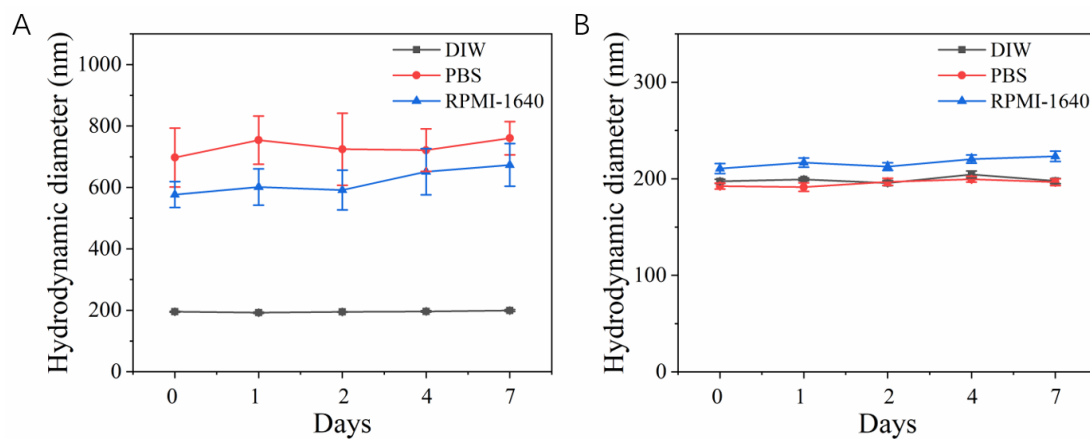 A
Hydrodynamic diameter (nm)
1000
800
600
400
200
0
DIW
PBS
RPMI-1640
0 1 2 4 7
Days
B
Hydrodynamic diameter (nm)
300
200
100
0
DIW
PBS
RPMI-1640
0 1 2 4 7
Days